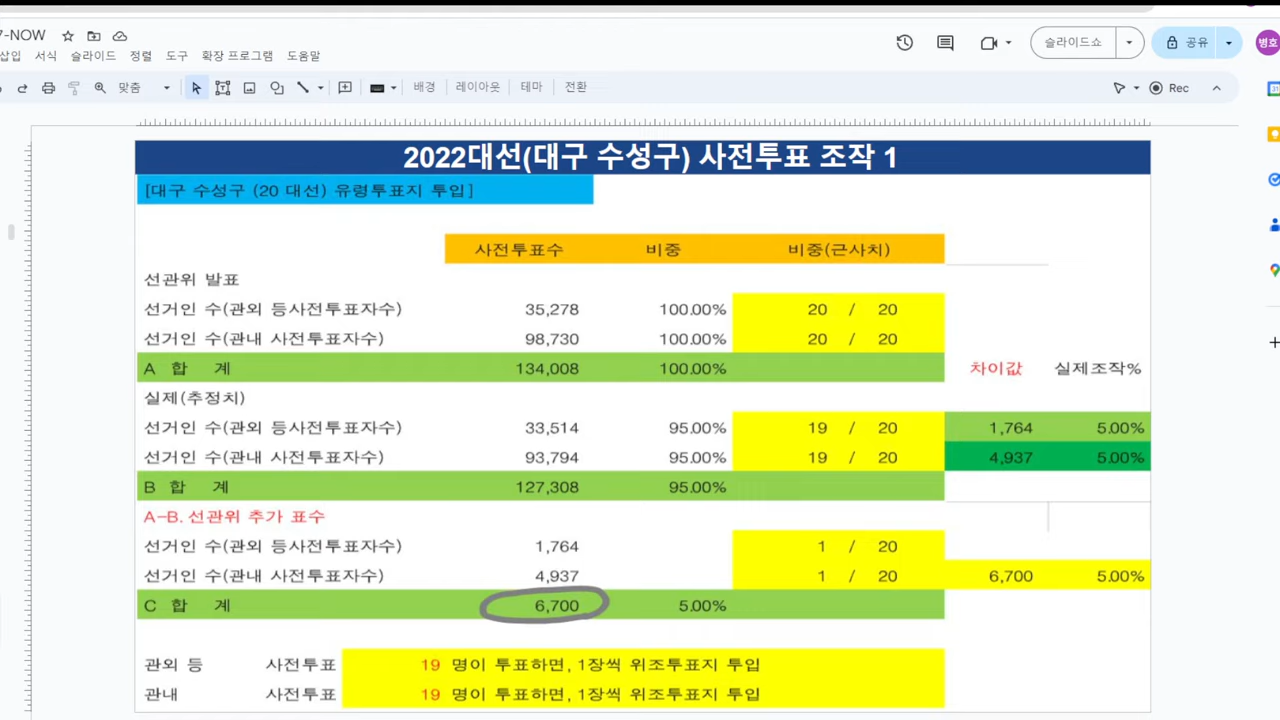 7-NOW
삽입 서식 슬라이드 정렬 도구 확장 프로그램 도움말
슬라이드쇼 공유 병호
맞춤 배경 레이아웃 테마 전환 Rec
2022대선(대구 수성구) 사전투표 조작 1
[대구 수성구 (20 대선) 유령투표지 투입]
사전투표수 비중 비중(근사치)
선관위 발표
선거인 수(관외 등사전투표자수) 35,278 100.00% 20 / 20
선거인 수(관내 사전투표자수) 98,730 100.00% 20 / 20
A 합 계 134,008 100.00% 차이값 실제조작%
실제(추정치)
선거인 수(관외 등사전투표자수) 33,514 95.00% 19 / 20 1,764 5.00%
선거인 수(관내 사전투표자수) 93,794 95.00% 19 / 20 4,937 5.00%
B 합 계 127,308 95.00%
A-B. 선관위 추가 표수
선거인 수(관외 등사전투표자수) 1,764 1 / 20
선거인 수(관내 사전투표자수) 4,937 1 / 20 6,700 5.00%
C 합 계 6,700 5.00%
관외 등 사전투표 19 명이 투표하면, 1장씩 위조투표지 투입
관내 사전투표 19 명이 투표하면, 1장씩 위조투표지 투입